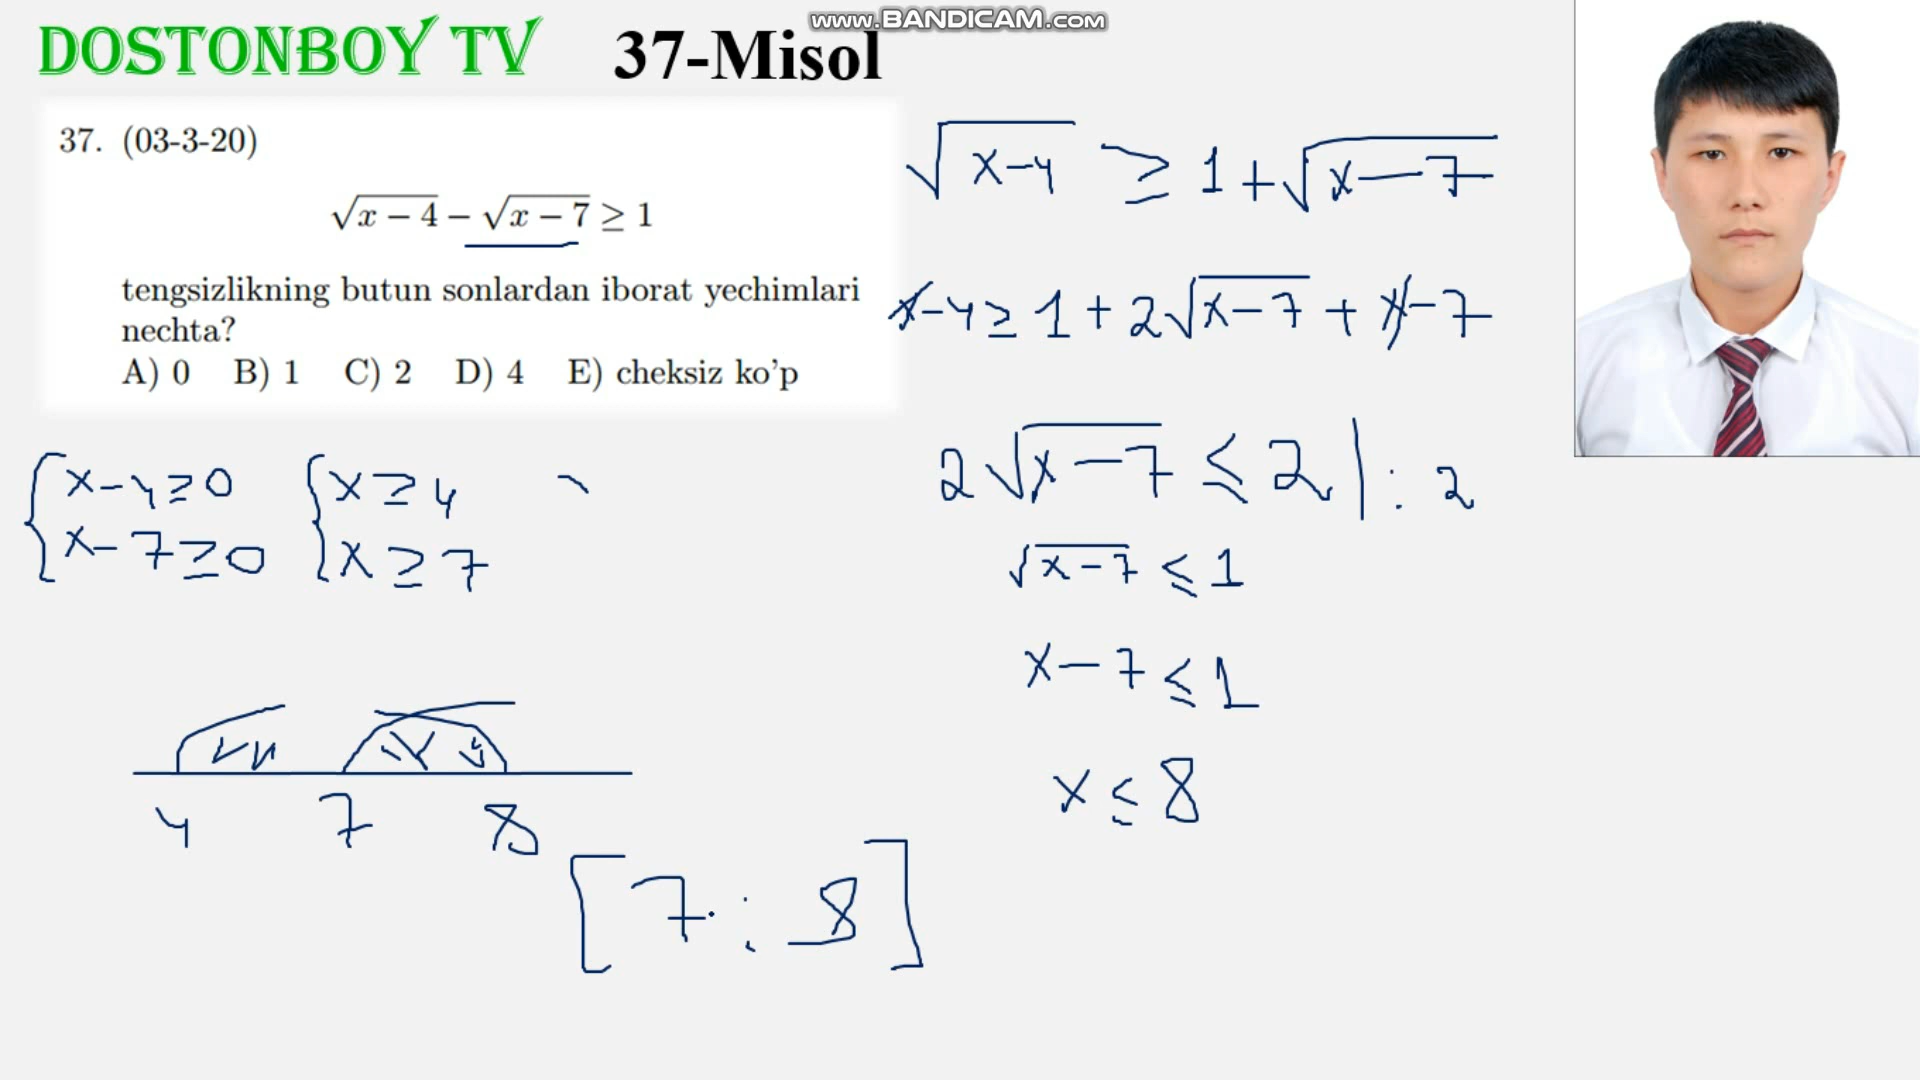 www.BANDICAM.com
DOSTONBOY TV
37-Misol
37. (03-3-20)
√x − 4 − √x − 7 ≥ 1
tengsizlikning butun sonlardan iborat yechimlari
nechta?
A) 0 B) 1 C) 2 D) 4 E) cheksiz ko'p
√x-4 ≥ 1+√x-7
x-4 ≥ 1+2√x-7 + x-7
2√x-7 ≤ 2 | : 2
√x-7 ≤ 1
x-7 ≤ 1
x ≤ 8
{ x-4≥0 { x ≥ 4
x-7≥0 x ≥ 7
4 7 8
[7 ; 8]